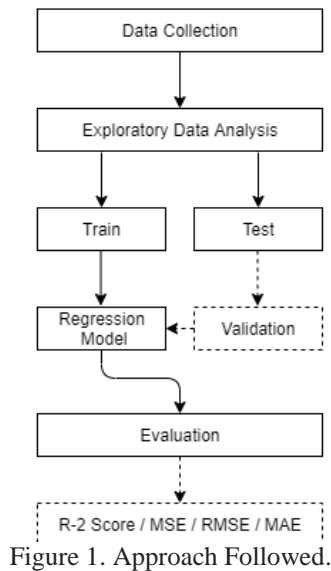 Data Collection
Exploratory Data Analysis
Train
Test
Regression
Model
Validation
Evaluation
R-2 Score / MSE / RMSE / MAE
Figure 1. Approach Followed.